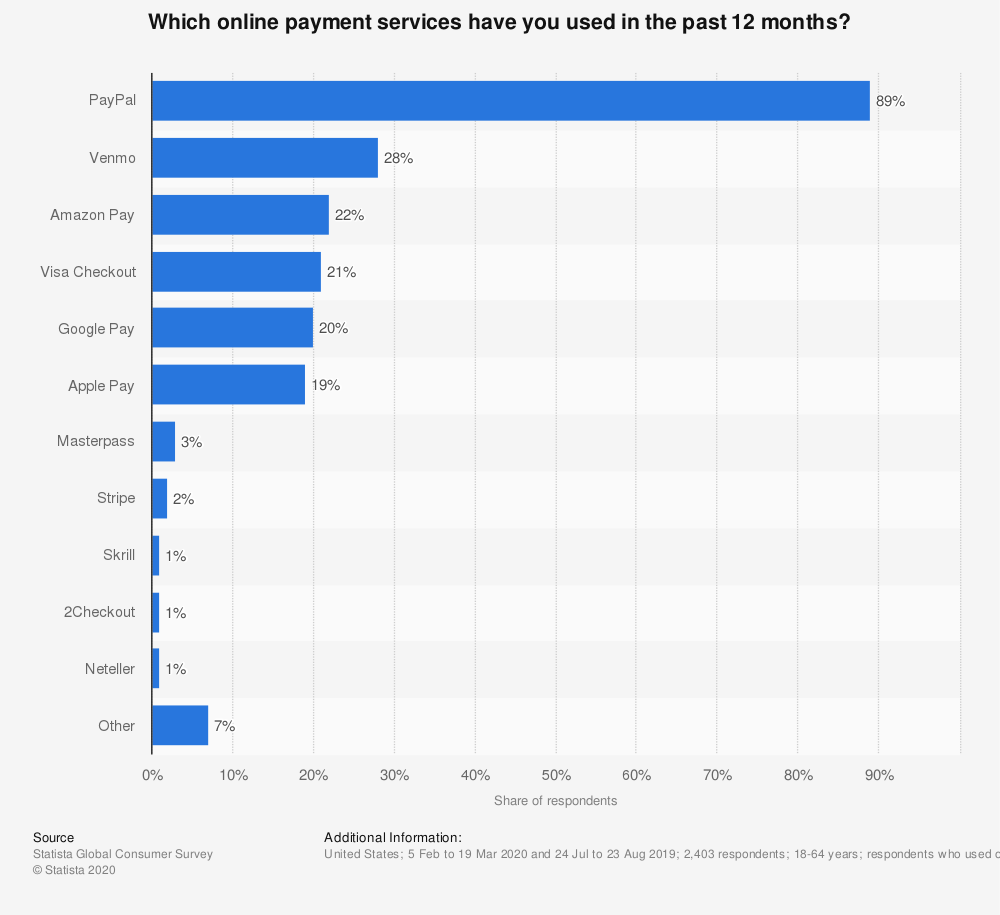 Which online payment services have you used in the past 12 months?
PayPal 89%
Venmo 28%
Amazon Pay 22%
Visa Checkout 21%
Google Pay 20%
Apple Pay 19%
Masterpass 3%
Stripe 2%
Skrill 1%
2Checkout 1%
Neteller 1%
Other 7%
0% 10% 20% 30% 40% 50% 60% 70% 80% 90%
Share of respondents
Source
Statista Global Consumer Survey
© Statista 2020
Additional Information:
United States; 5 Feb to 19 Mar 2020 and 24 Jul to 23 Aug 2019; 2,403 respondents; 18-64 years; respondents who used